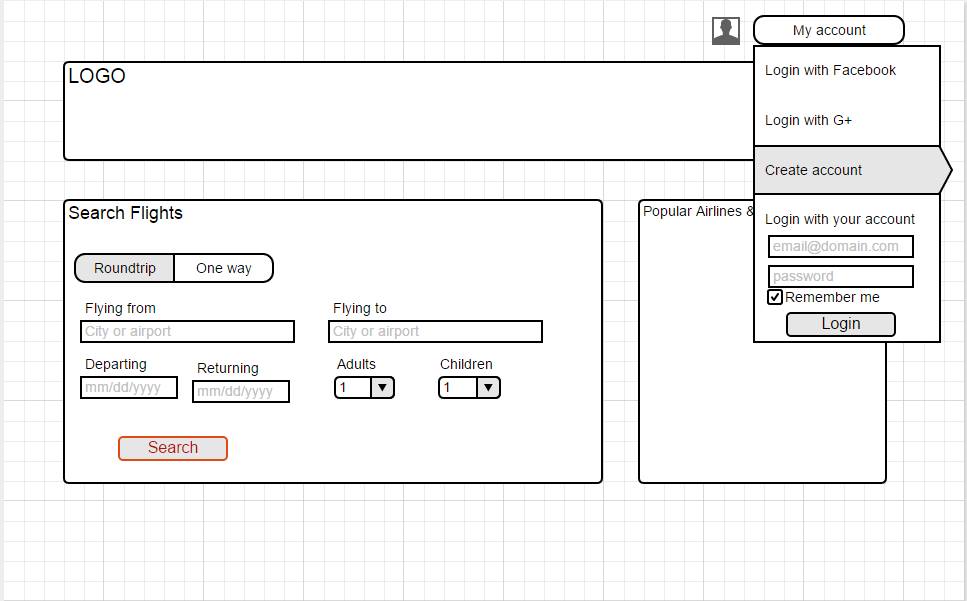 My account
Login with Facebook
LOGO
Login with G+
Create account
Search Flights
Popular Airlines &
Login with your account
email@domain.com
password
Remember me
Login
Roundtrip One way
Flying from Flying to
City or airport City or airport
Departing Returning Adults Children
mm/dd/yyyy mm/dd/yyyy 1 1
Search